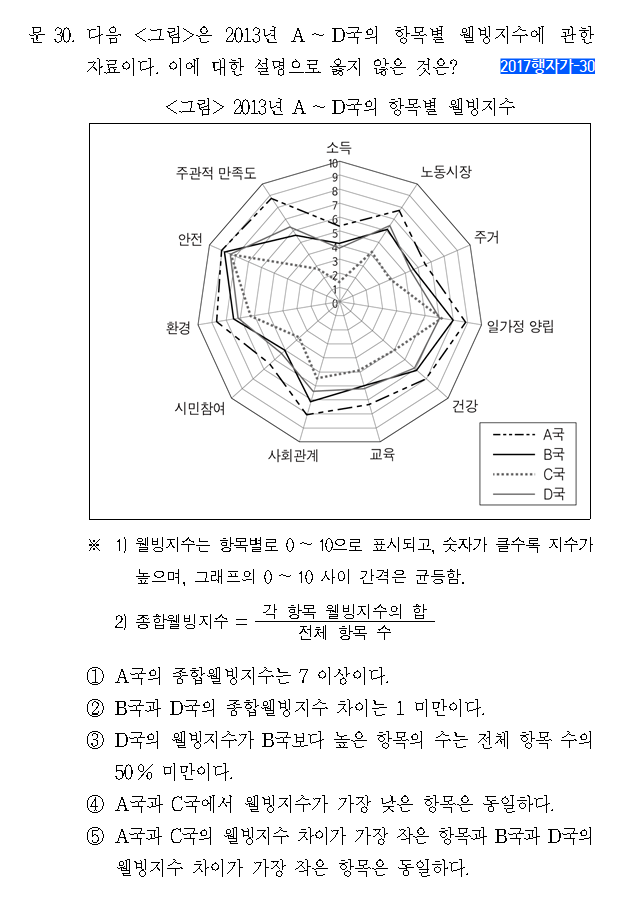 문 30. 다음 <그림>은 2013년 A ~ D국의 항목별 웰빙지수에 관한
자료이다. 이에 대한 설명으로 옳지 않은 것은? 2017행자가-30
<그림> 2013년 A ~ D국의 항목별 웰빙지수
소득
주관적 만족도
노동시장
안전
주거
환경
일가정 양립
시민참여
건강
사회관계
교육
10
9
8
7
6
5
4
3
2
1
0
A국
B국
C국
D국
※ 1) 웰빙지수는 항목별로 0 ~ 10으로 표시되고, 숫자가 클수록 지수가
높으며, 그래프의 0 ~ 10 사이 간격은 균등함.
2) 종합웰빙지수 = 각 항목 웰빙지수의 합
전체 항목 수
① A국의 종합웰빙지수는 7 이상이다.
② B국과 D국의 종합웰빙지수 차이는 1 미만이다.
③ D국의 웰빙지수가 B국보다 높은 항목의 수는 전체 항목 수의
50 % 미만이다.
④ A국과 C국에서 웰빙지수가 가장 낮은 항목은 동일하다.
⑤ A국과 C국의 웰빙지수 차이가 가장 작은 항목과 B국과 D국의
웰빙지수 차이가 가장 작은 항목은 동일하다.